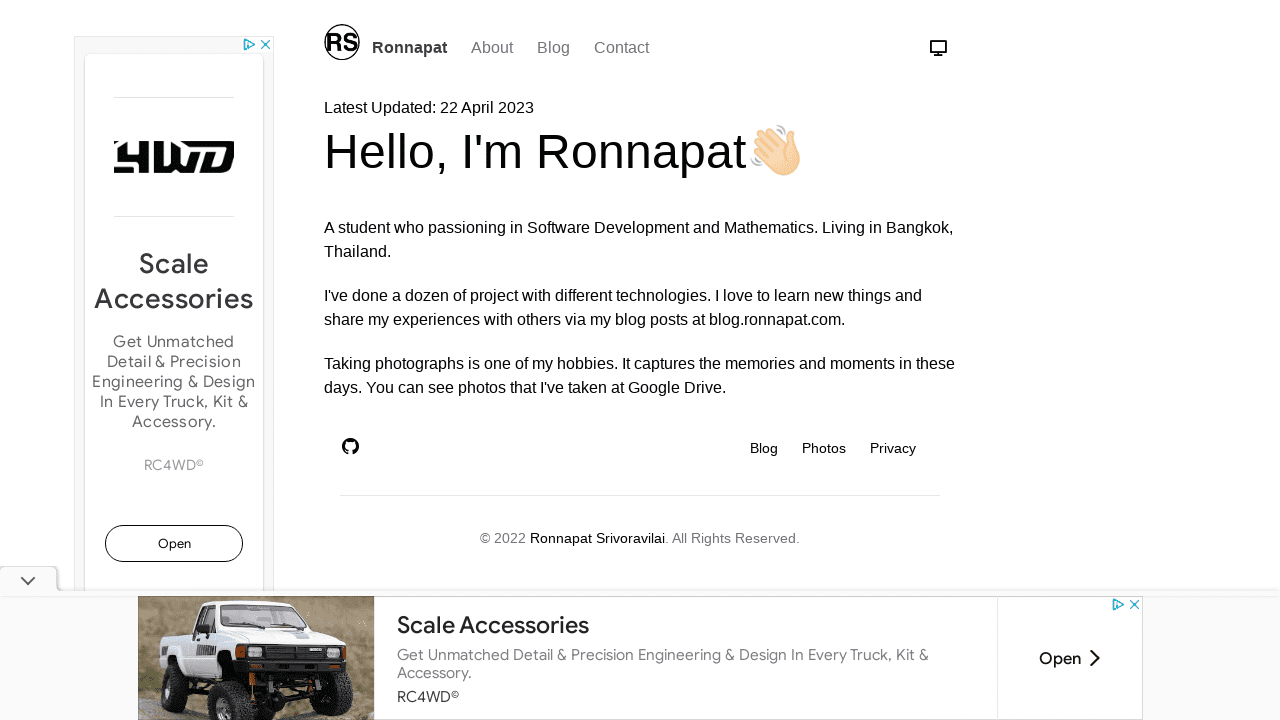 RS Ronnapat About Blog Contact
Latest Updated: 22 April 2023
Hello, I'm Ronnapat👋🏻
A student who passioning in Software Development and Mathematics. Living in Bangkok,
Thailand.
I've done a dozen of project with different technologies. I love to learn new things and
share my experiences with others via my blog posts at blog.ronnapat.com.
Taking photographs is one of my hobbies. It captures the memories and moments in these
days. You can see photos that I've taken at Google Drive.
Blog Photos Privacy
© 2022 Ronnapat Srivoravilai. All Rights Reserved.
4WD
Scale
Accessories
Get Unmatched
Detail & Precision
Engineering & Design
In Every Truck, Kit &
Accessory.
RC4WD©
Open
Scale Accessories
Get Unmatched Detail & Precision Engineering & Design In Every Truck, Kit &
Accessory.
RC4WD©
Open